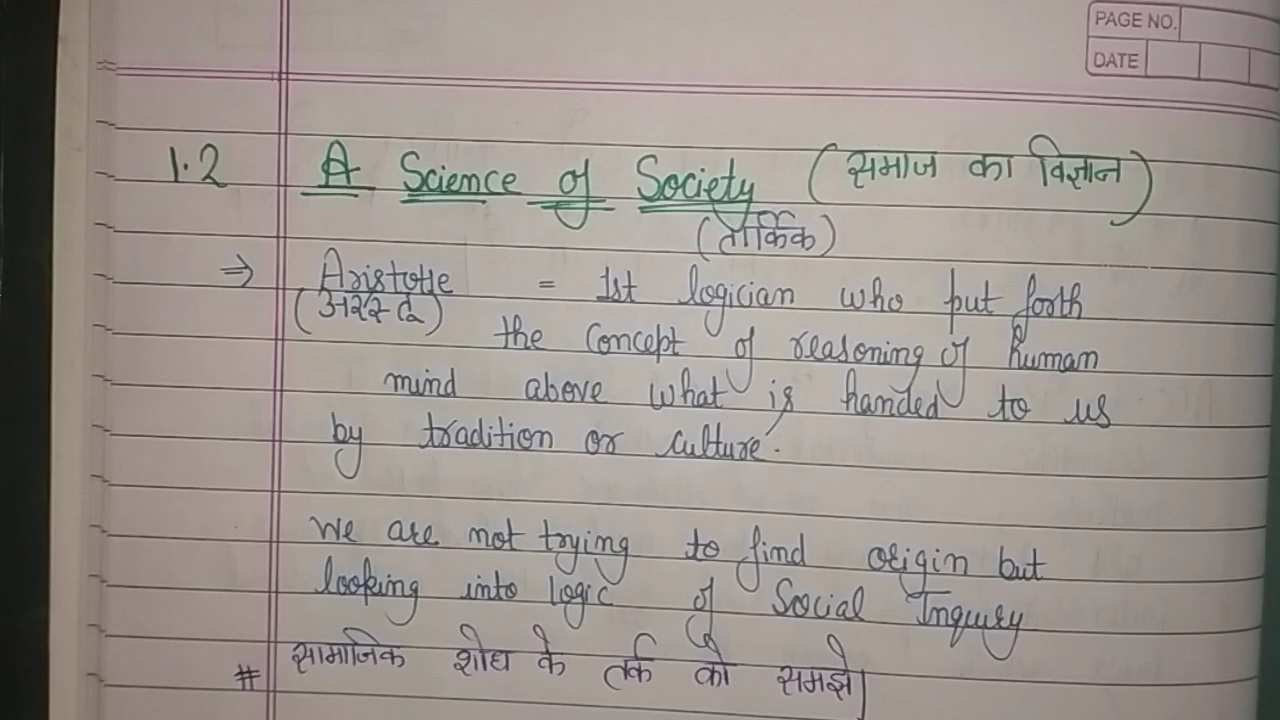 PAGE NO.
DATE
1.2 A Science of Society (समाज का विज्ञान)
(तार्किक)
⇒ Aristotle = 1st logician who put forth
(अरस्तु) the Concept of reasoning of Human
mind above what is handed to us
by tradition or culture.
We are not trying to find origin but
looking into logic of Social Inquiry
# सामाजिक शोध के तर्क को समझे।